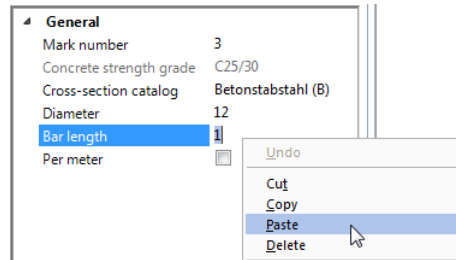 General
Mark number 3
Concrete strength grade C25/30
Cross-section catalog Betonstabstahl (B)
Diameter 12
Bar length 1
Per meter
Undo
Cut
Copy
Paste
Delete